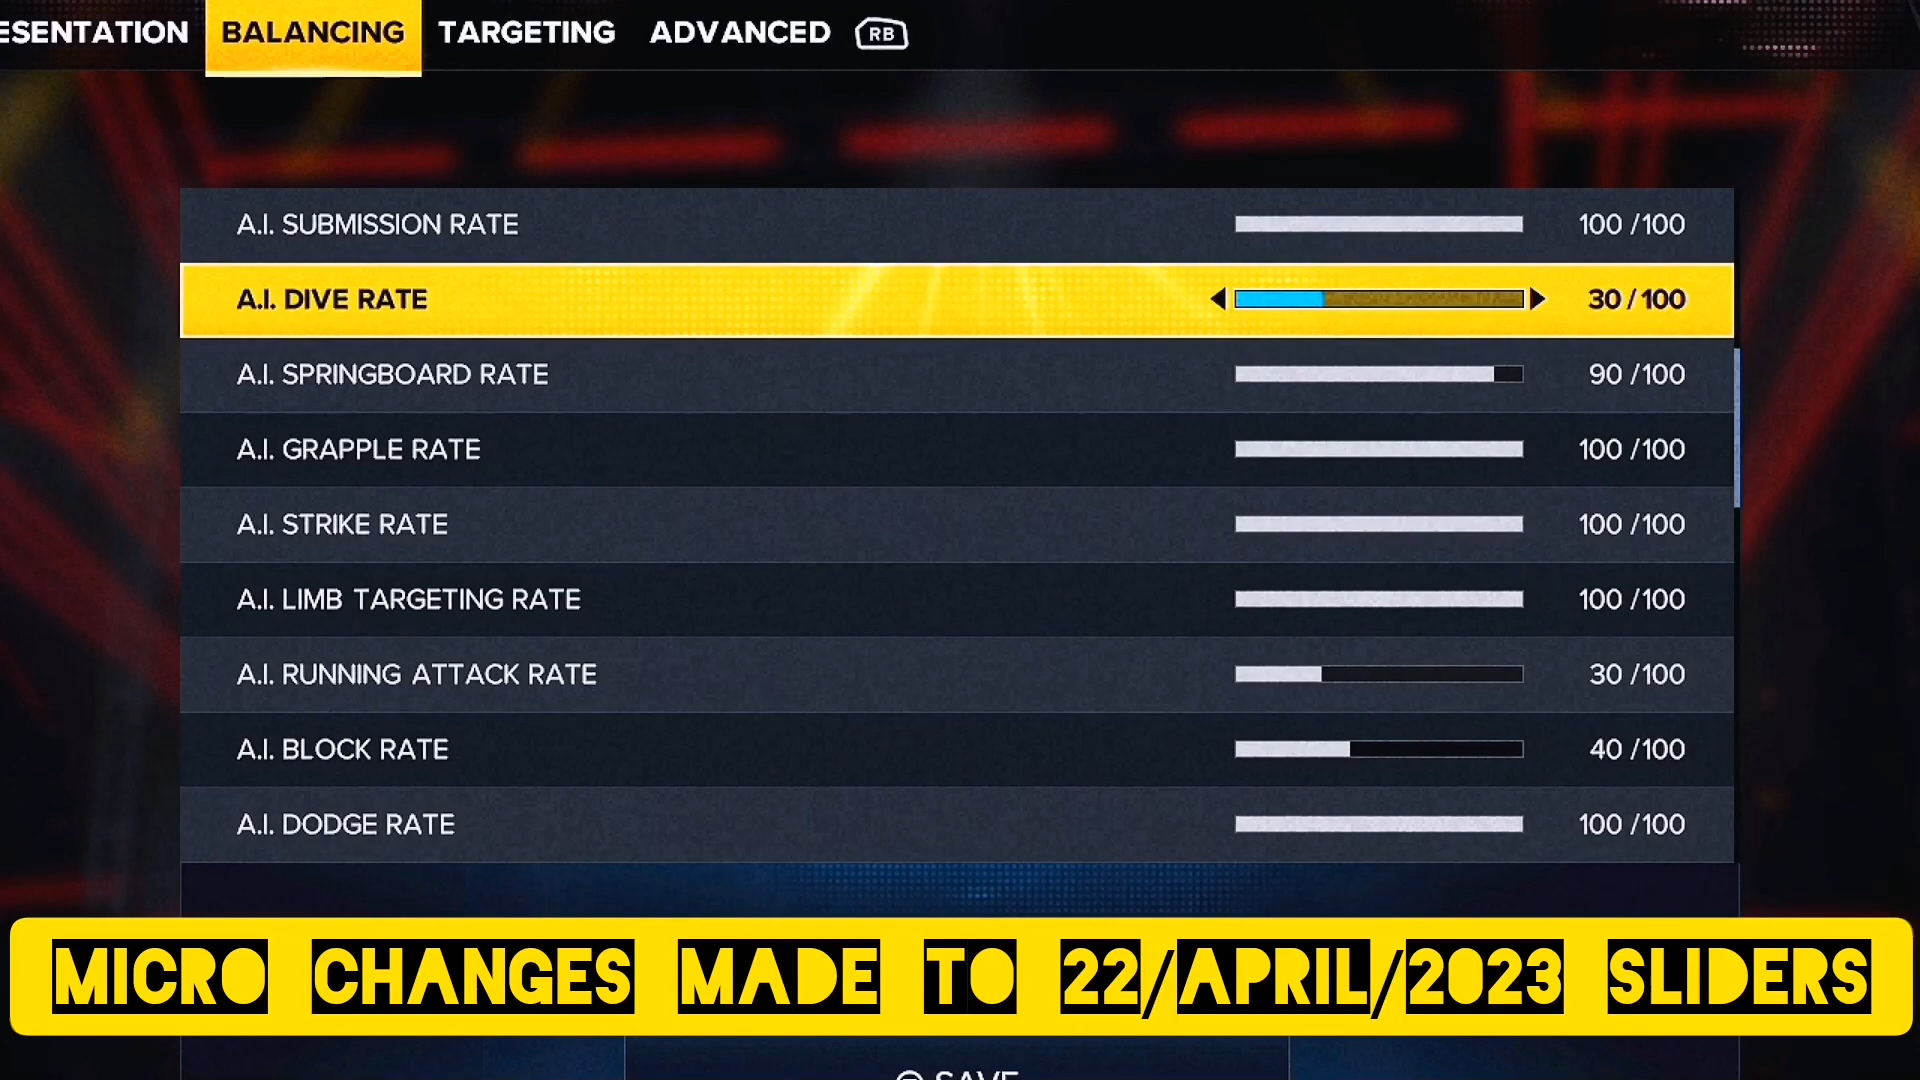 ESENTATION BALANCING TARGETING ADVANCED RB
A.I. SUBMISSION RATE 100 /100
A.I. DIVE RATE 30 /100
A.I. SPRINGBOARD RATE 90 /100
A.I. GRAPPLE RATE 100 /100
A.I. STRIKE RATE 100 /100
A.I. LIMB TARGETING RATE 100 /100
A.I. RUNNING ATTACK RATE 30 /100
A.I. BLOCK RATE 40 /100
A.I. DODGE RATE 100 /100
MICRO CHANGES MADE TO 22/APRIL/2023 SLIDERS
SAVE